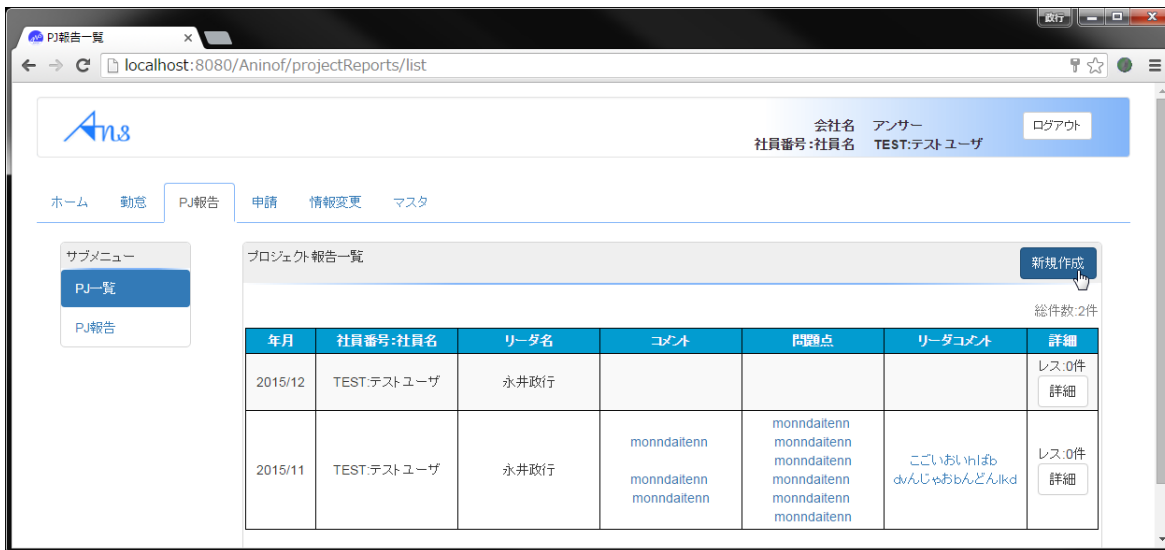 政行
PJ報告一覧
localhost:8080/Aninof/projectReports/list
Ans
会社名 アンサー
社員番号:社員名 TEST:テストユーザ
ログアウト
ホーム 勤怠 PJ報告 申請 情報変更 マスタ
サブメニュー
PJ一覧
PJ報告
プロジェクト報告一覧
新規作成
総件数:2件
年月 社員番号:社員名 リーダ名 コメント 問題点 リーダコメント 詳細
2015/12 TEST:テストユーザ 永井政行 レス:0件
詳細
2015/11 TEST:テストユーザ 永井政行
monndaitenn
monndaitenn
monndaitenn
monndaitenn
monndaitenn
monndaitenn
monndaitenn
monndaitenn
monndaitenn
こごいおいhばb
dvんじゃおbんどんlkd
レス:0件
詳細